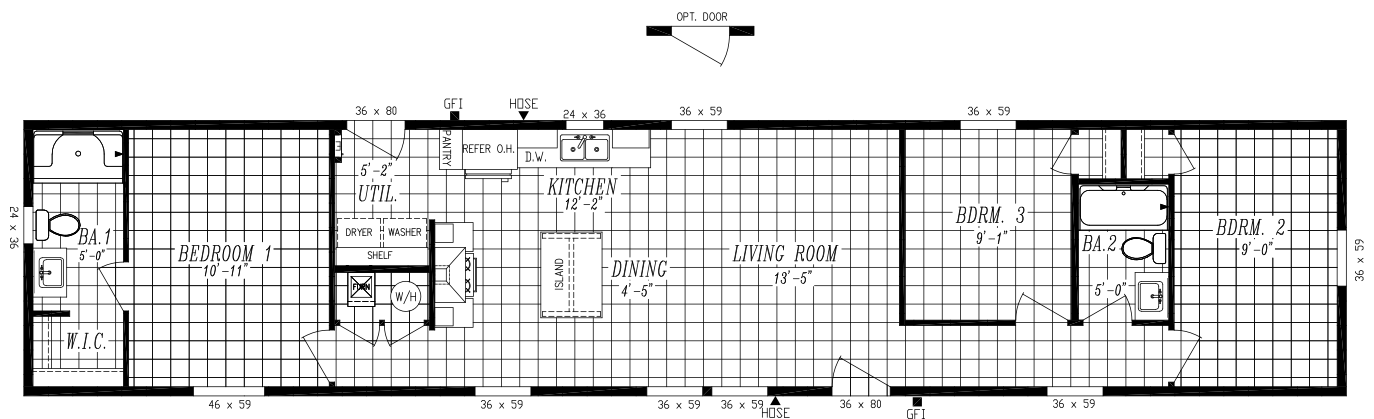 OPT. DOOR
36 x 80
GFI
HOSE
24 x 36
36 x 59
36 x 59
PANTRY
REFER O.H.
D.W.
E.
5'-2"
UTIL.
KITCHEN
12'-2"
24 x 36
BA.1
5'-0"
BEDROOM 1
10'-11"
DRYER
WASHER
SHELF
ISLAND
DINING
4'-5"
LIVING ROOM
13'-5"
BDRM. 3
9'-1"
BA.2
5'-0"
BDRM. 2
9'-0"
36 x 59
FURN
W/H
W.I.C.
46 x 59
36 x 59
36 x 59
36 x 59
HOSE
36 x 80
GFI
36 x 59